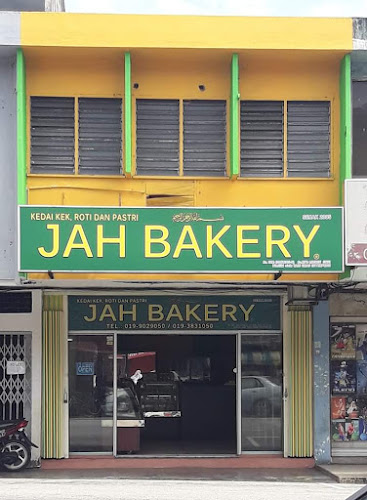 KEDAI KEK, ROTI DAN PASTRI
JAH BAKERY
KEDAI KEK, ROTI DAN PASTRI
JAH BAKERY
TEL: 019-9029050 / 019-3831050
OPEN